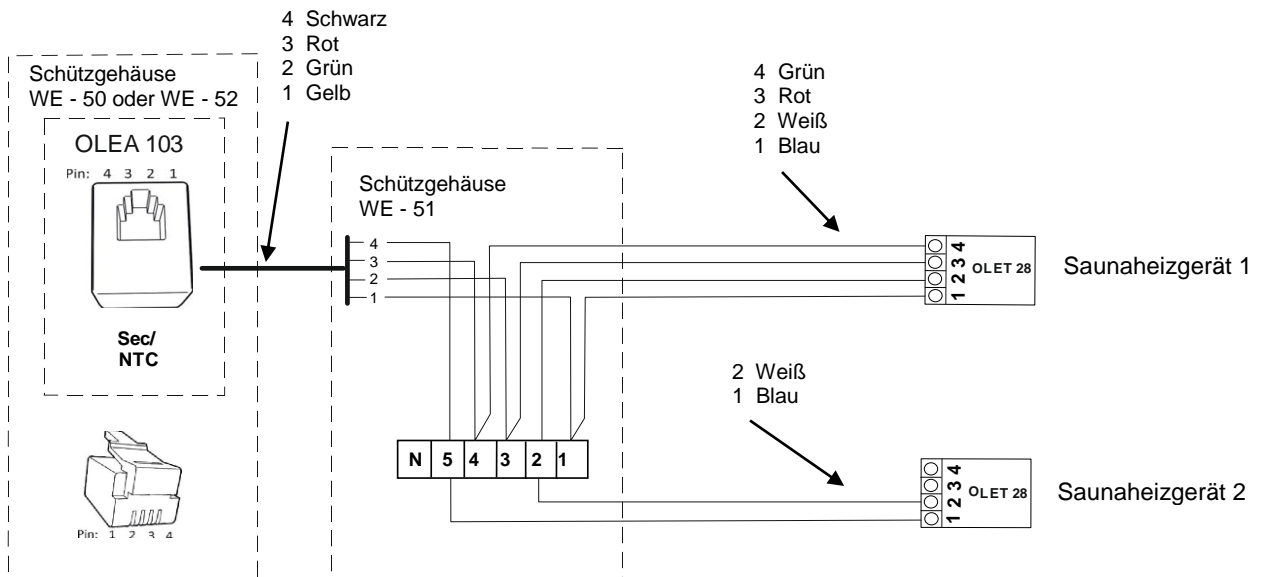 4 Schwarz
3 Rot
2 Grün
1 Gelb
Schützgehäuse
WE - 50 oder WE - 52
OLEA 103
Pin: 4 3 2 1
Sec/
NTC
Pin: 1 2 3 4
Schützgehäuse
WE - 51
4
3
2
1
N 5 4 3 2 1
4 Grün
3 Rot
2 Weiß
1 Blau
1 2 3 4
OLET 28
Saunaheizgerät 1
2 Weiß
1 Blau
1 2 3 4
OLET 28
Saunaheizgerät 2